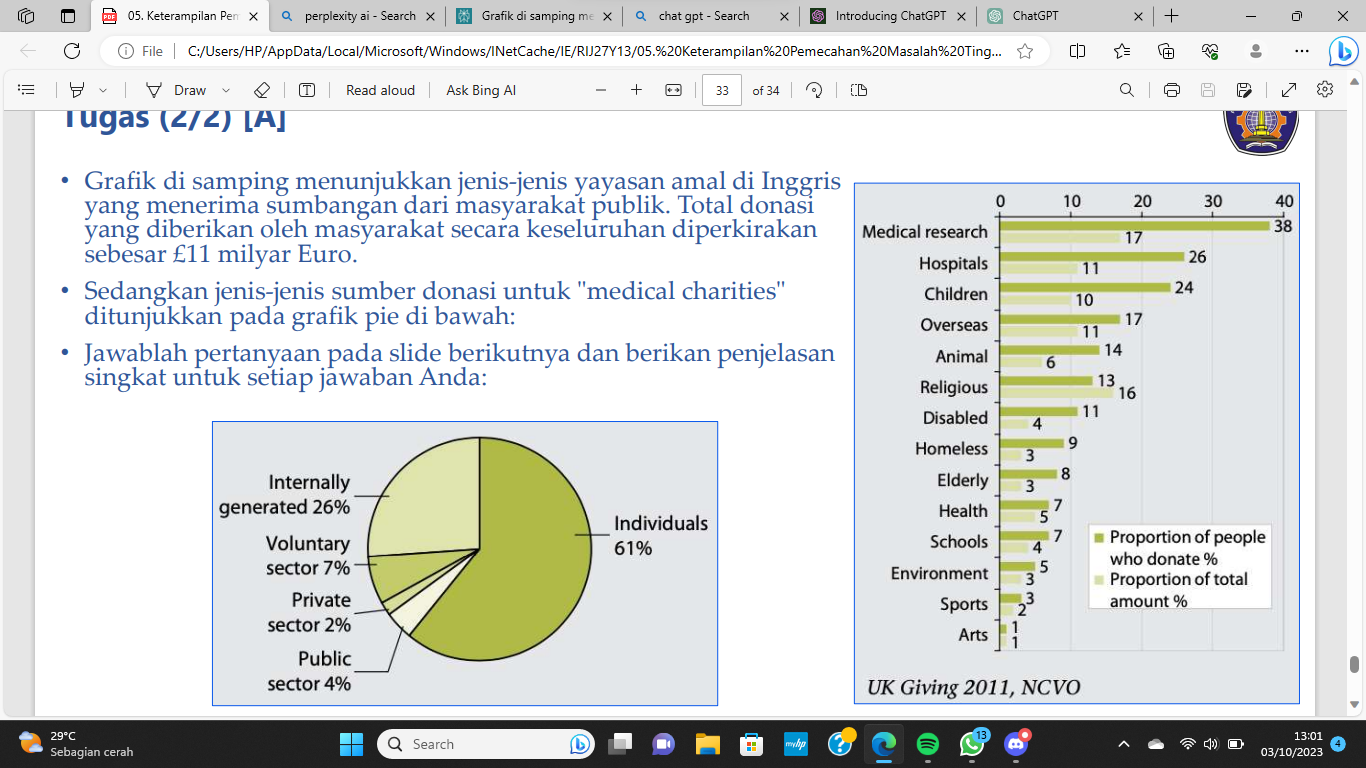 05. Keterampilan Pem
perplexity ai - Search
Grafik di samping me
chat gpt - Search
Introducing ChatGPT
ChatGPT
File
C:/Users/HP/AppData/Local/Microsoft/Windows/INetCache/IE/RIJ27Y13/05.%20Keterampilan%20Pemecahan%20Masalah%20Ting...
Draw
Read aloud
Ask Bing AI
33
of 34
Tugas (2/2) [A]
• Grafik di samping menunjukkan jenis-jenis yayasan amal di Inggris
yang menerima sumbangan dari masyarakat publik. Total donasi
yang diberikan oleh masyarakat secara keseluruhan diperkirakan
sebesar £11 milyar Euro.
• Sedangkan jenis-jenis sumber donasi untuk "medical charities"
ditunjukkan pada grafik pie di bawah:
• Jawablah pertanyaan pada slide berikutnya dan berikan penjelasan
singkat untuk setiap jawaban Anda:
Internally
generated 26%
Voluntary
sector 7%
Private
sector 2%
Public
sector 4%
Individuals
61%
0 10 20 30 40
Medical research 38
17
Hospitals 26
11
Children 24
10
Overseas 17
11
Animal 14
6
Religious 13
16
Disabled 11
4
Homeless 9
3
Elderly 8
3
Health 7
5
Schools 7
4
Environment 5
3
Sports 3
2
Arts 1
1
Proportion of people
who donate %
Proportion of total
amount %
UK Giving 2011, NCVO
29°C
Sebagian cerah
Search
myhp
13
13:01
03/10/2023
4